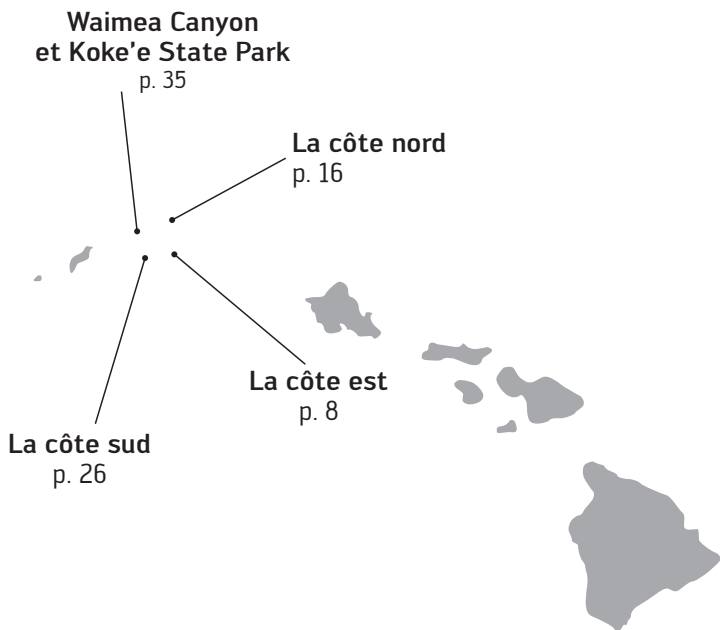 Waimea Canyon
et Koke’e State Park
p. 35
La côte nord
p. 16
La côte est
p. 8
La côte sud
p. 26